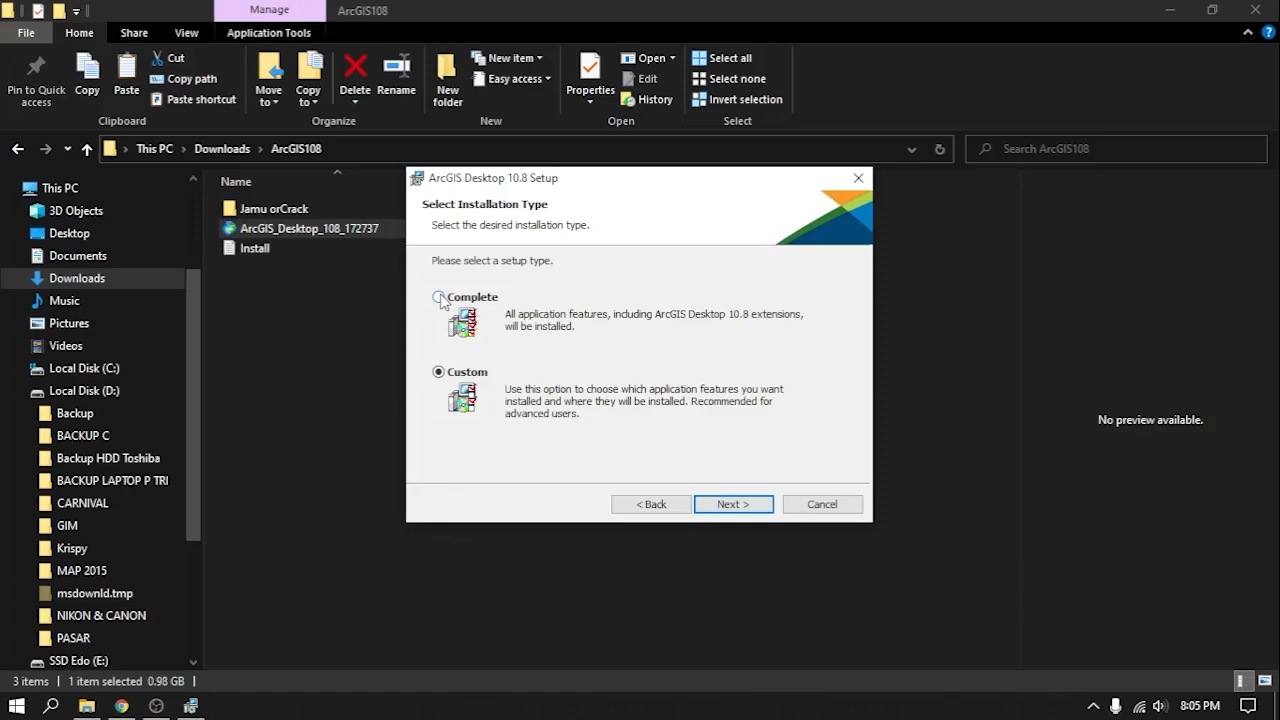 Manage
ArcGIS108
File
Home
Share
View
Application Tools
Pin to Quick
access
Copy
Paste
Cut
Copy path
Paste shortcut
Clipboard
Move
to
Copy
to
Delete
Rename
Organize
New
folder
New item
Easy access
New
Properties
Open
Edit
History
Open
Select all
Select none
Invert selection
Select
This PC > Downloads > ArcGIS108
Search ArcGIS108
This PC
3D Objects
Desktop
Documents
Downloads
Music
Pictures
Videos
Local Disk (C:)
Local Disk (D:)
Backup
BACKUP C
Backup HDD Toshiba
BACKUP LAPTOP P TRI
CARNIVAL
GIM
Krispy
MAP 2015
msdownld.tmp
NIKON & CANON
PASAR
SSD Edo (E:)
Name
Jamu orCrack
ArcGIS_Desktop_108_172737
Install
ArcGIS Desktop 10.8 Setup
Select Installation Type
Select the desired installation type.
Please select a setup type.
Complete
All application features, including ArcGIS Desktop 10.8 extensions,
will be installed.
Custom
Use this option to choose which application features you want
installed and where they will be installed. Recommended for
advanced users.
< Back
Next >
Cancel
No preview available.
3 items
1 item selected 0.98 GB
8:05 PM